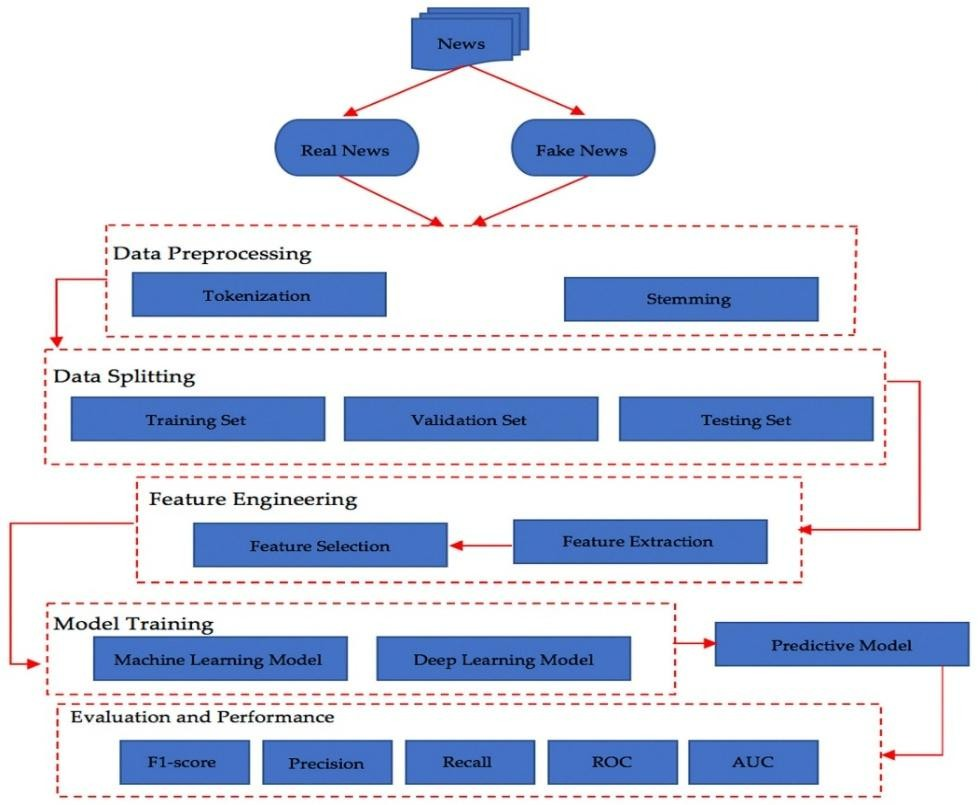 News
Real News
Fake News
Data Preprocessing
Tokenization
Stemming
Data Splitting
Training Set
Validation Set
Testing Set
Feature Engineering
Feature Selection
Feature Extraction
Model Training
Machine Learning Model
Deep Learning Model
Predictive Model
Evaluation and Performance
F1-score
Precision
Recall
ROC
AUC